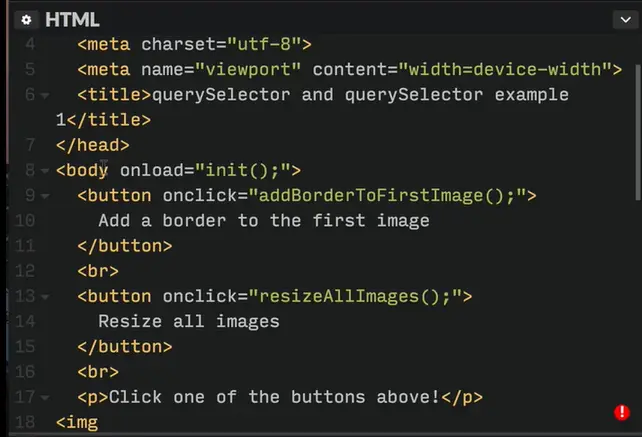 HTML
4 <meta charset="utf-8">
5 <meta name="viewport" content="width=device-width">
6 <title>querySelector and querySelector example
1</title>
7 </head>
8 <body onload="init();">
9 <button onclick="addBorderToFirstImage();">
10 Add a border to the first image
11 </button>
12 <br>
13 <button onclick="resizeAllImages();">
14 Resize all images
15 </button>
16 <br>
17 <p>Click one of the buttons above!</p>
18 <img